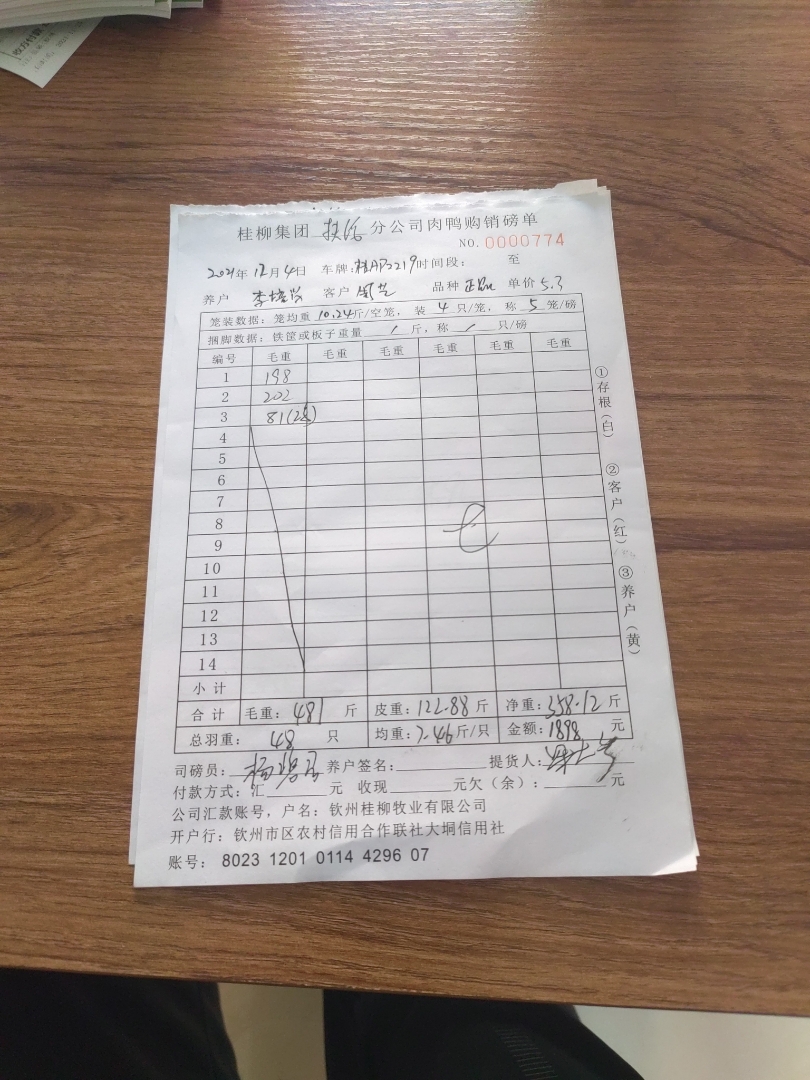 桂柳集团 扶绥 分公司肉鸭购销磅单
NO. 0000774
2021年 12月 4日 车牌:桂AP2219 时间段: 至
养户 李培 客户 品种 正品 单价 5.3
笼装数据:笼均重 10.24 斤/空笼, 装 4 只/笼, 称 5 笼/磅
捆脚数据:铁筐或板子重量 / 斤,称 / 只/磅
编号 毛重 毛重 毛重 毛重 毛重 毛重
1 198
2 202
3 81(2笼)
4
5
6
7
8
9
10
11
12
13
14
小计
合计 毛重: 481 斤 皮重: 122.88 斤 净重: 358.12 斤
总羽重: 48 只 均重: 7.46 斤/只 金额: 1898 元
司磅员: 杨 养户签名: 提货人:
付款方式:汇 元 收现 元欠(余): 元
公司汇款账号,户名:钦州桂柳牧业有限公司
开户行:钦州市区农村信用合作联社大垌信用社
账号: 8023 1201 0114 4296 07
①存根(白) ②客户(红) ③养户(黄)